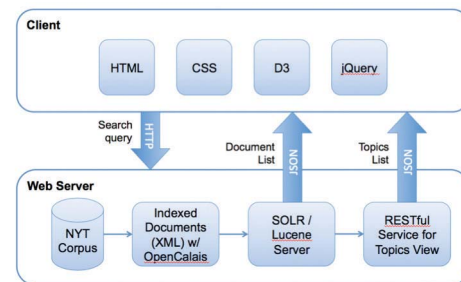 Client
HTML
CSS
D3
jQuery
Search
query
HTTP
Document
List
JSON
Topics
List
JSON
Web Server
NYT
Corpus
Indexed
Documents
(XML) w/
OpenCalais
SOLR /
Lucene
Server
RESTful
Service for
Topics View